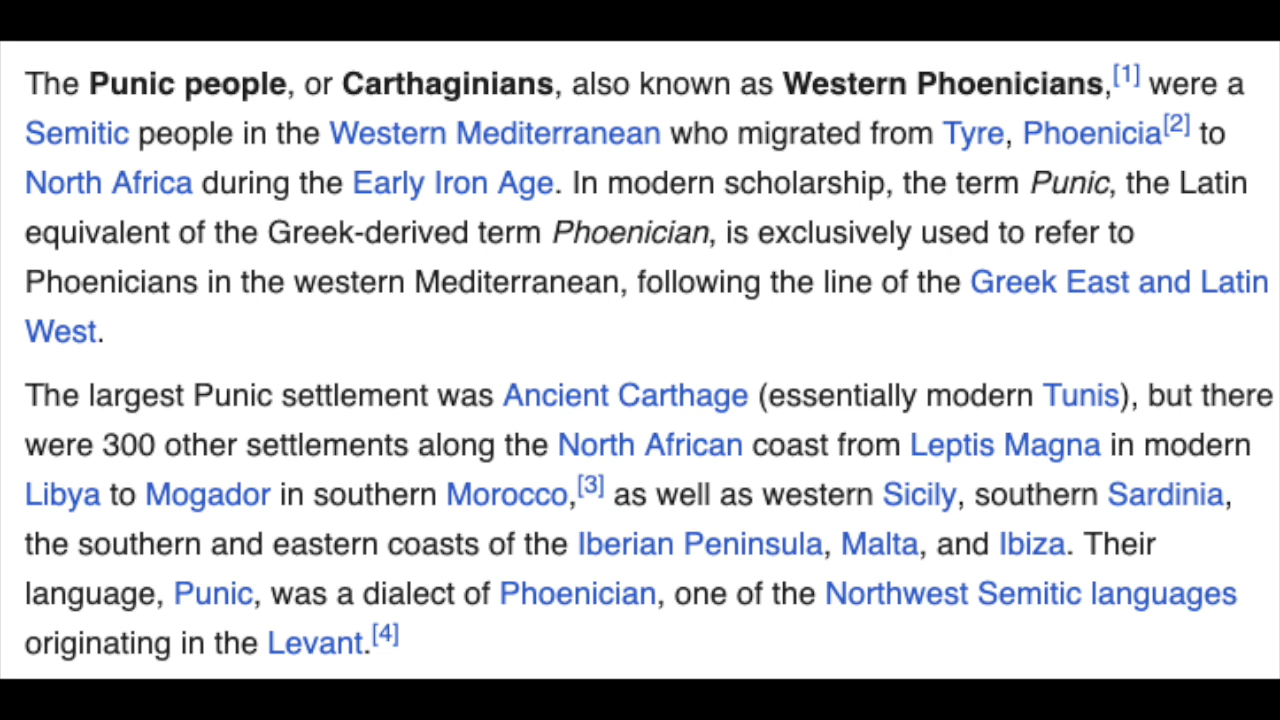 The Punic people, or Carthaginians, also known as Western Phoenicians,[1] were a
Semitic people in the Western Mediterranean who migrated from Tyre, Phoenicia[2] to
North Africa during the Early Iron Age. In modern scholarship, the term Punic, the Latin
equivalent of the Greek-derived term Phoenician, is exclusively used to refer to
Phoenicians in the western Mediterranean, following the line of the Greek East and Latin
West.
The largest Punic settlement was Ancient Carthage (essentially modern Tunis), but there
were 300 other settlements along the North African coast from Leptis Magna in modern
Libya to Mogador in southern Morocco,[3] as well as western Sicily, southern Sardinia,
the southern and eastern coasts of the Iberian Peninsula, Malta, and Ibiza. Their
language, Punic, was a dialect of Phoenician, one of the Northwest Semitic languages
originating in the Levant.[4]